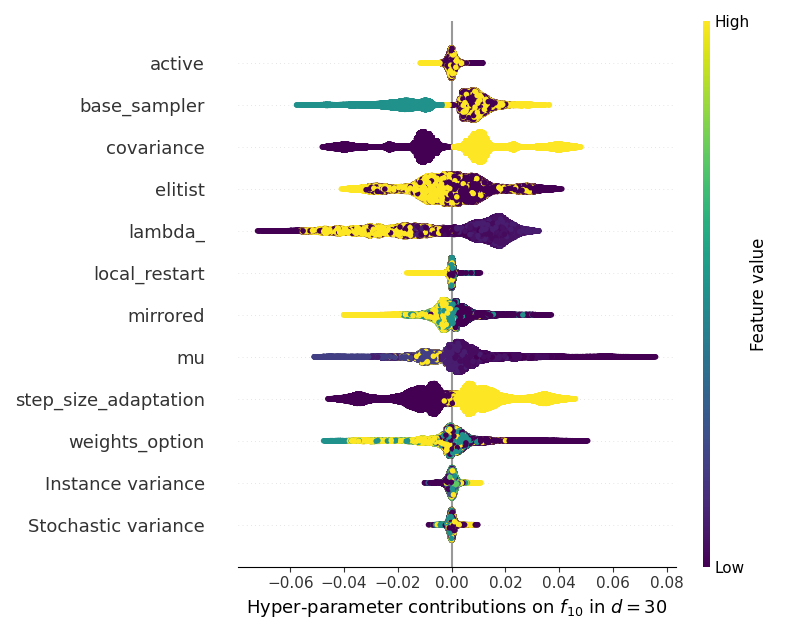 High
active
base_sampler
covariance
elitist
lambda_
local_restart
mirrored
mu
step_size_adaptation
weights_option
Instance variance
Stochastic variance
Feature value
Low
−0.06 −0.04 −0.02 0.00 0.02 0.04 0.06 0.08
Hyper-parameter contributions on $f_{10}$ in $d = 30$